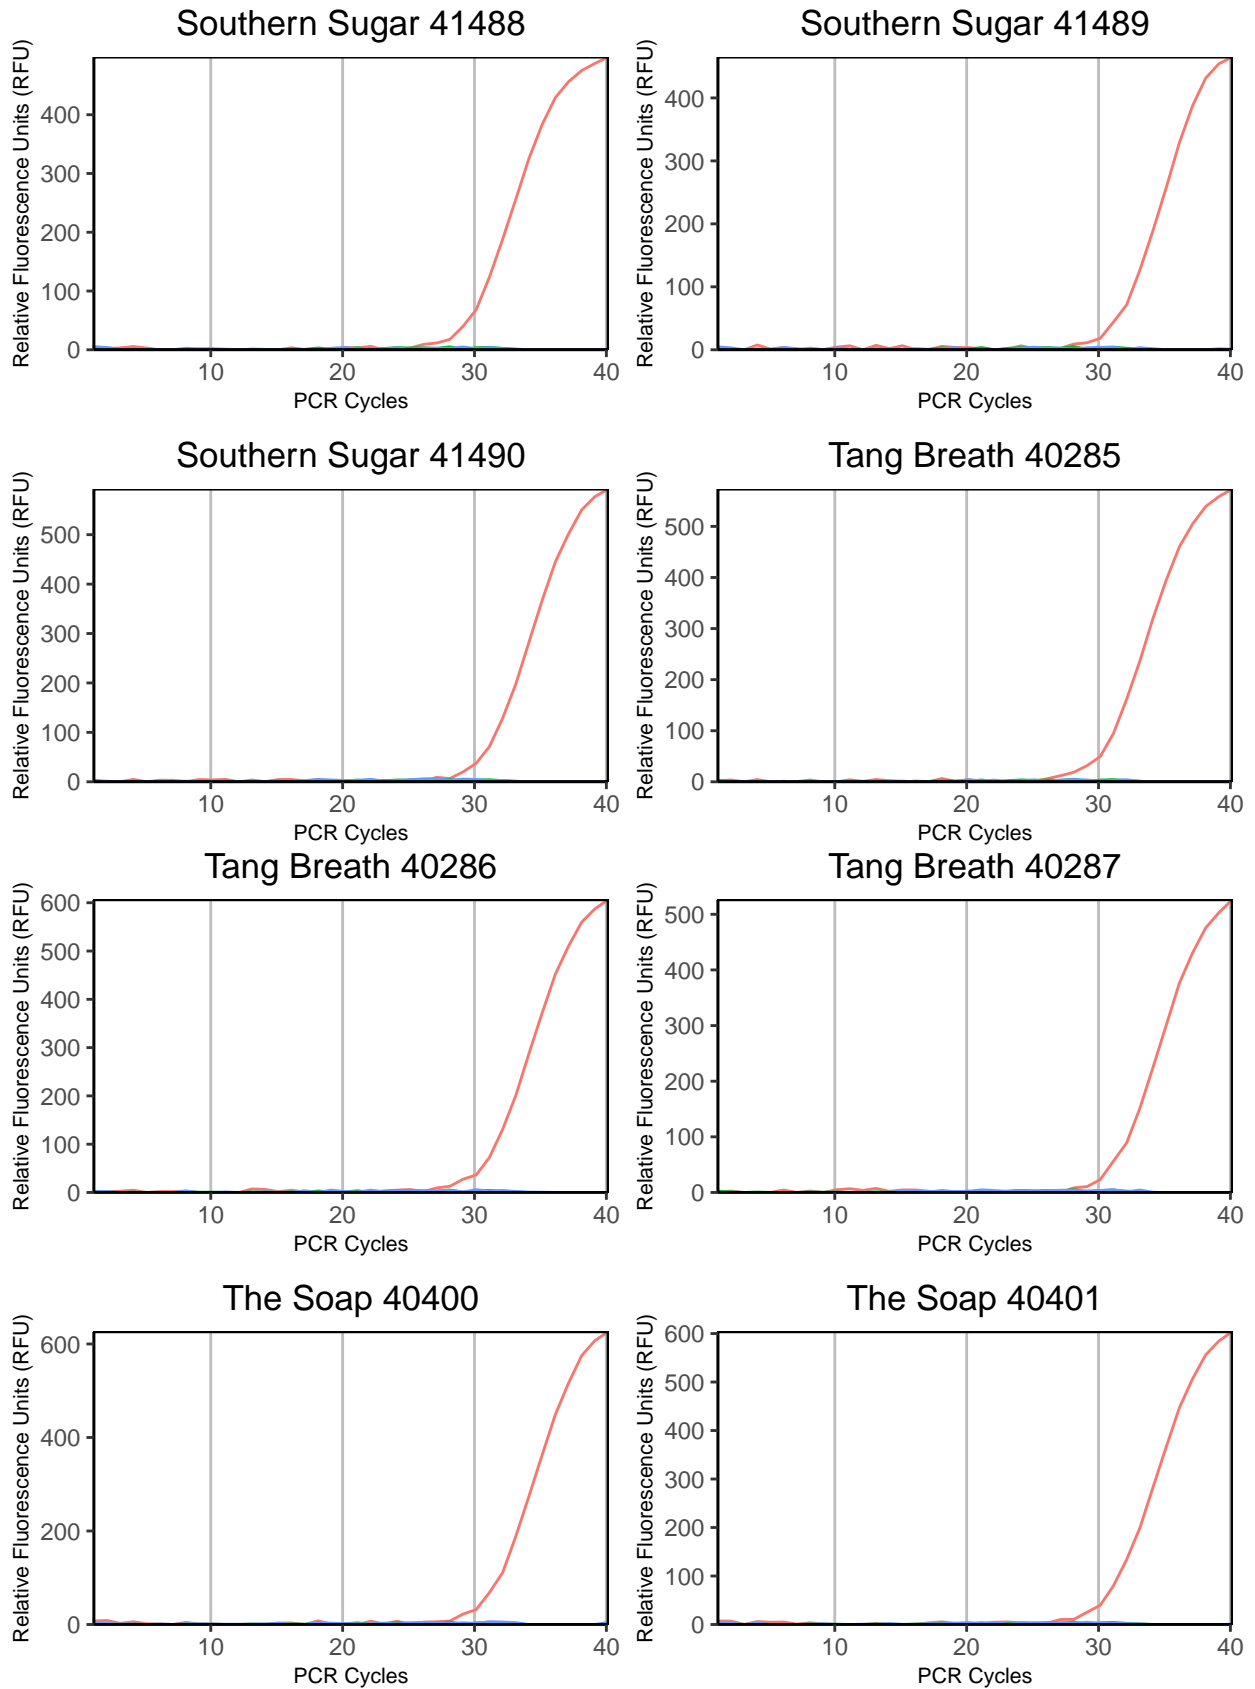 Southern Sugar 41488
Relative Fluorescence Units (RFU)
400
300
200
100
0
10 20 30 40
PCR Cycles
Southern Sugar 41489
Relative Fluorescence Units (RFU)
400
300
200
100
0
10 20 30 40
PCR Cycles
Southern Sugar 41490
Relative Fluorescence Units (RFU)
500
400
300
200
100
0
10 20 30 40
PCR Cycles
Tang Breath 40285
Relative Fluorescence Units (RFU)
500
400
300
200
100
0
10 20 30 40
PCR Cycles
Tang Breath 40286
Relative Fluorescence Units (RFU)
600
500
400
300
200
100
0
10 20 30 40
PCR Cycles
Tang Breath 40287
Relative Fluorescence Units (RFU)
500
400
300
200
100
0
10 20 30 40
PCR Cycles
The Soap 40400
Relative Fluorescence Units (RFU)
600
400
200
0
10 20 30 40
PCR Cycles
The Soap 40401
Relative Fluorescence Units (RFU)
600
500
400
300
200
100
0
10 20 30 40
PCR Cycles